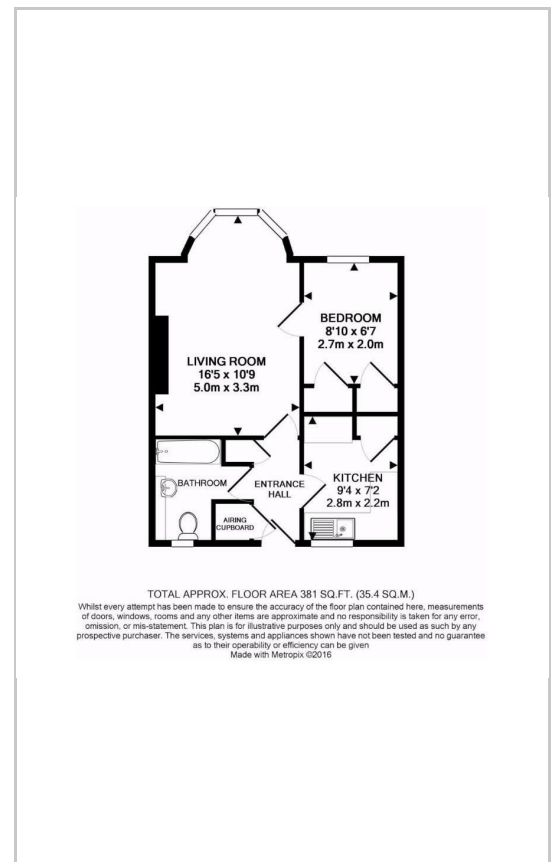 BEDROOM
8'10 x 6'7
2.7m x 2.0m
LIVING ROOM
16'5 x 10'9
5.0m x 3.3m
BATHROOM
ENTRANCE
HALL
KITCHEN
9'4 x 7'2
2.8m x 2.2m
AIRING
CUPBOARD
TOTAL APPROX. FLOOR AREA 381 SQ.FT. (35.4 SQ.M.)
Whilst every attempt has been made to ensure the accuracy of the floor plan contained here, measurements
of doors, windows, rooms and any other items are approximate and no responsibility is taken for any error,
omission, or mis-statement. This plan is for illustrative purposes only and should be used as such by any
prospective purchaser. The services, systems and appliances shown have not been tested and no guarantee
as to their operability or efficiency can be given
Made with Metropix ©2016